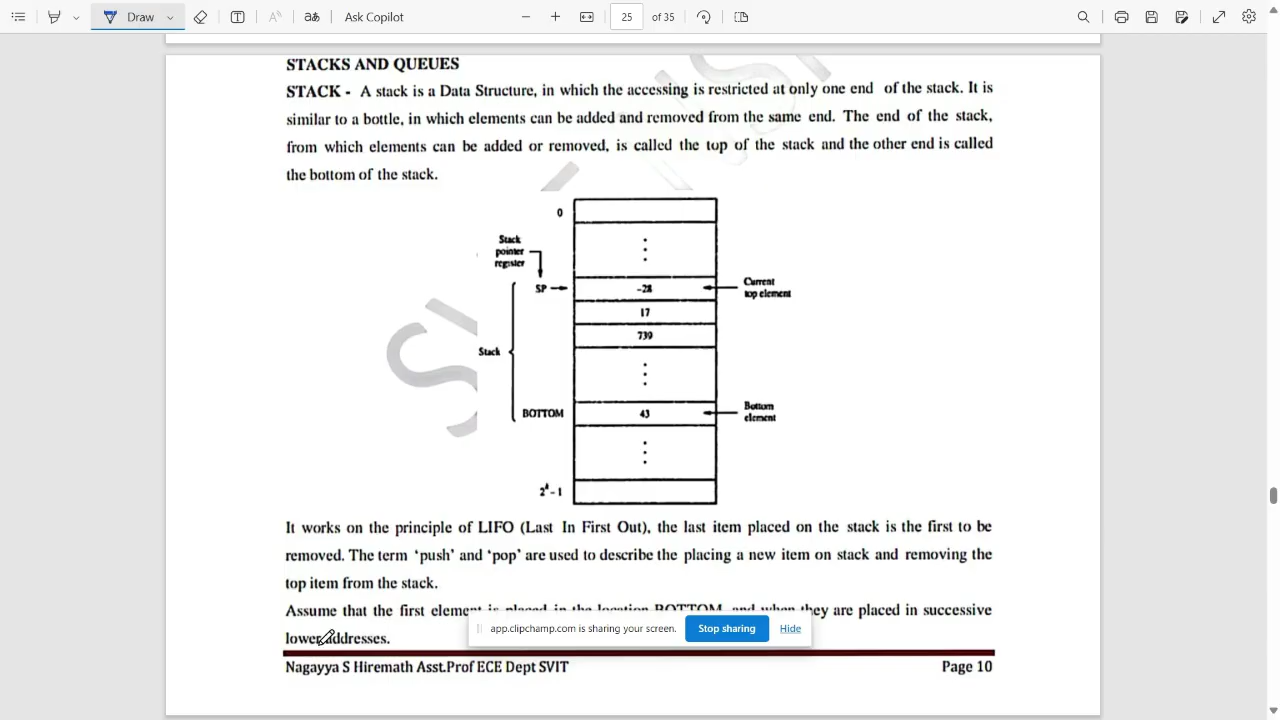 Draw
Ask Copilot
25 of 35
STACKS AND QUEUES
STACK - A stack is a Data Structure, in which the accessing is restricted at only one end of the stack. It is
similar to a bottle, in which elements can be added and removed from the same end. The end of the stack,
from which elements can be added or removed, is called the top of the stack and the other end is called
the bottom of the stack.
0
Stack
pointer
register
SP
-28
Current
top element
17
739
Stack
BOTTOM
43
Bottom
element
2^k-1
It works on the principle of LIFO (Last In First Out), the last item placed on the stack is the first to be
removed. The term ‘push’ and ‘pop’ are used to describe the placing a new item on stack and removing the
top item from the stack.
Assume that the first element is placed in the location BOTTOM, and when they are placed in successive
lower addresses.
app.clipchamp.com is sharing your screen.
Stop sharing
Hide
Nagayya S Hiremath Asst.Prof ECE Dept SVIT
Page 10